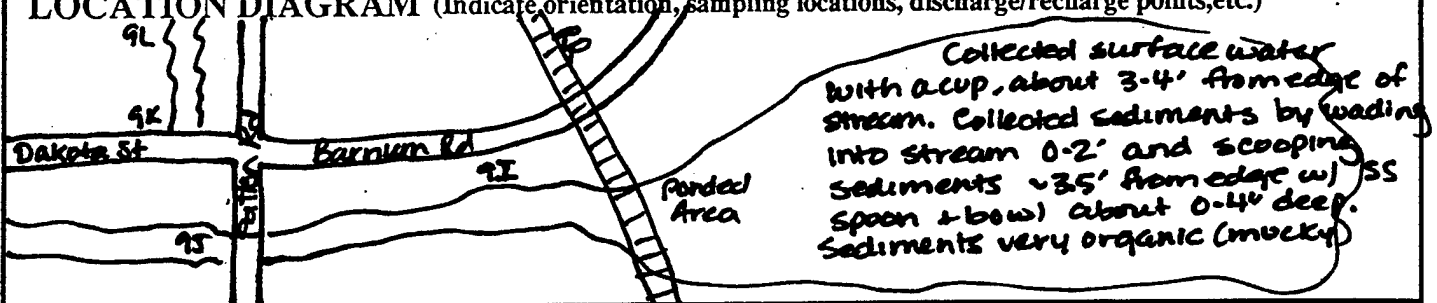 LOCATION DIAGRAM (Indicate orientation, sampling locations, discharge/recharge points,etc.)
9L
9K
Dakota St
Barnum Rd
Rd
9I
9J
Ponded
Area
Collected surface water
with a cup, about 3-4' from edge of
stream. Collected sediments by wading
into stream 0-2' and scooping
sediments ~3.5' from edge w/ SS
spoon + bowl about 0-4" deep.
Sediments very organic (mucky)